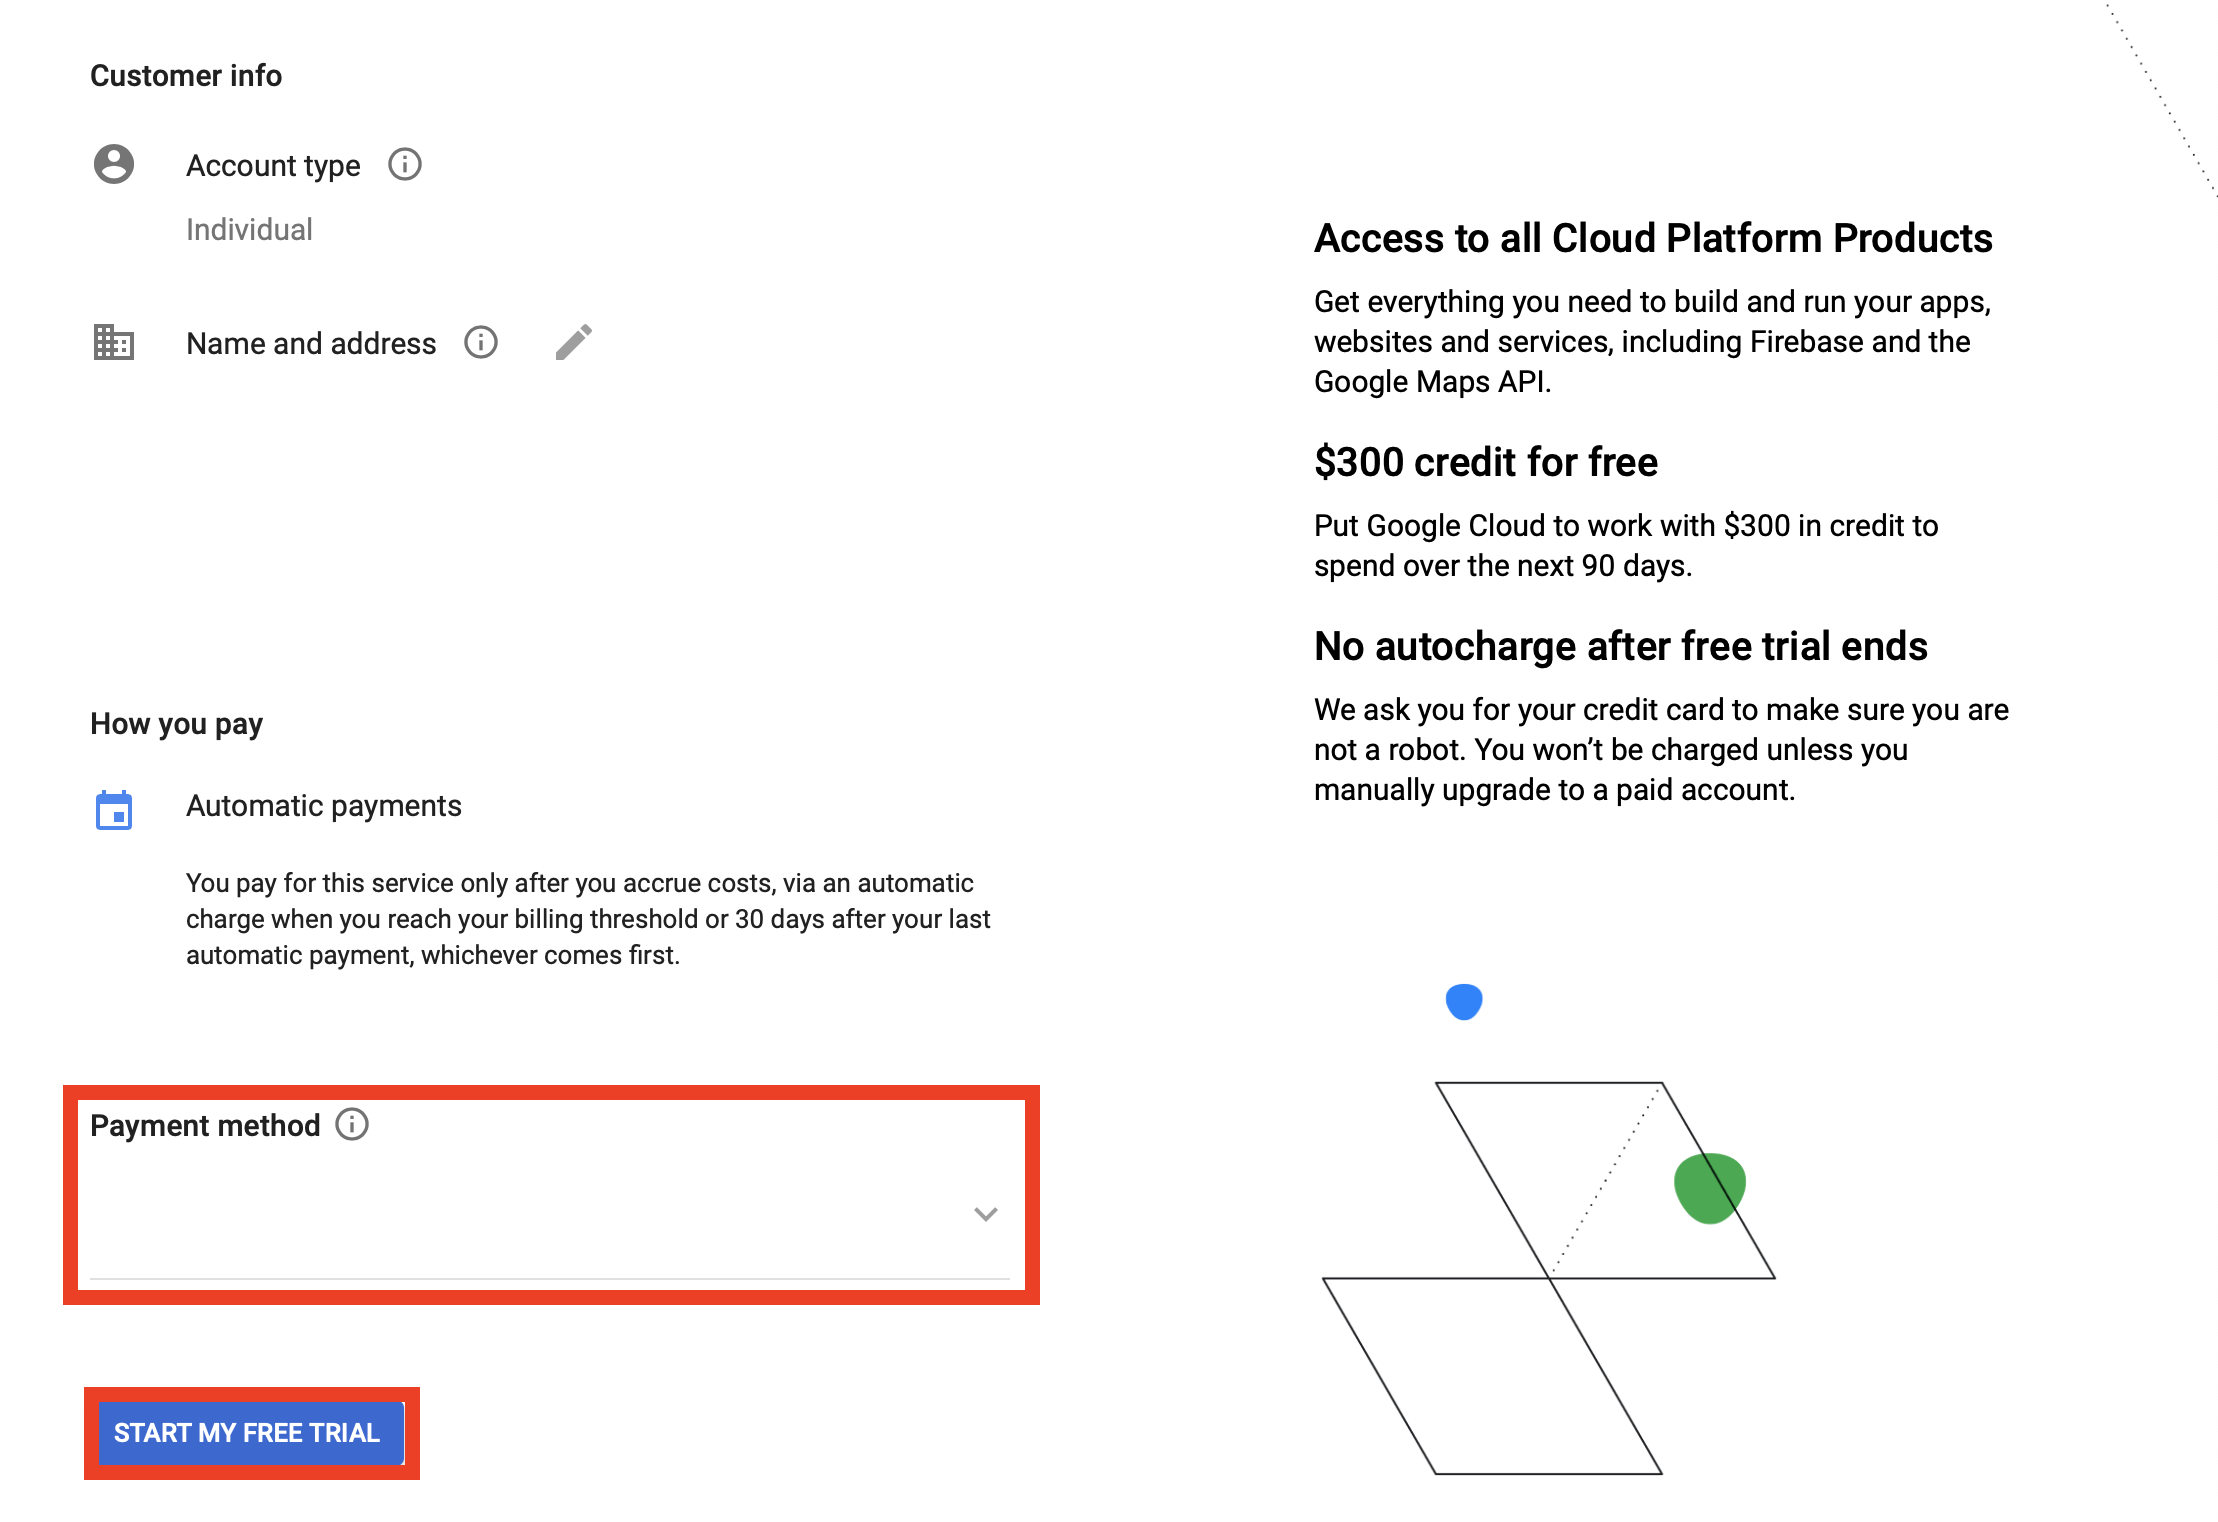 Customer info
Account type
Individual
Name and address
How you pay
Automatic payments
You pay for this service only after you accrue costs, via an automatic
charge when you reach your billing threshold or 30 days after your last
automatic payment, whichever comes first.
Payment method
START MY FREE TRIAL
Access to all Cloud Platform Products
Get everything you need to build and run your apps,
websites and services, including Firebase and the
Google Maps API.
$300 credit for free
Put Google Cloud to work with $300 in credit to
spend over the next 90 days.
No autocharge after free trial ends
We ask you for your credit card to make sure you are
not a robot. You won’t be charged unless you
manually upgrade to a paid account.